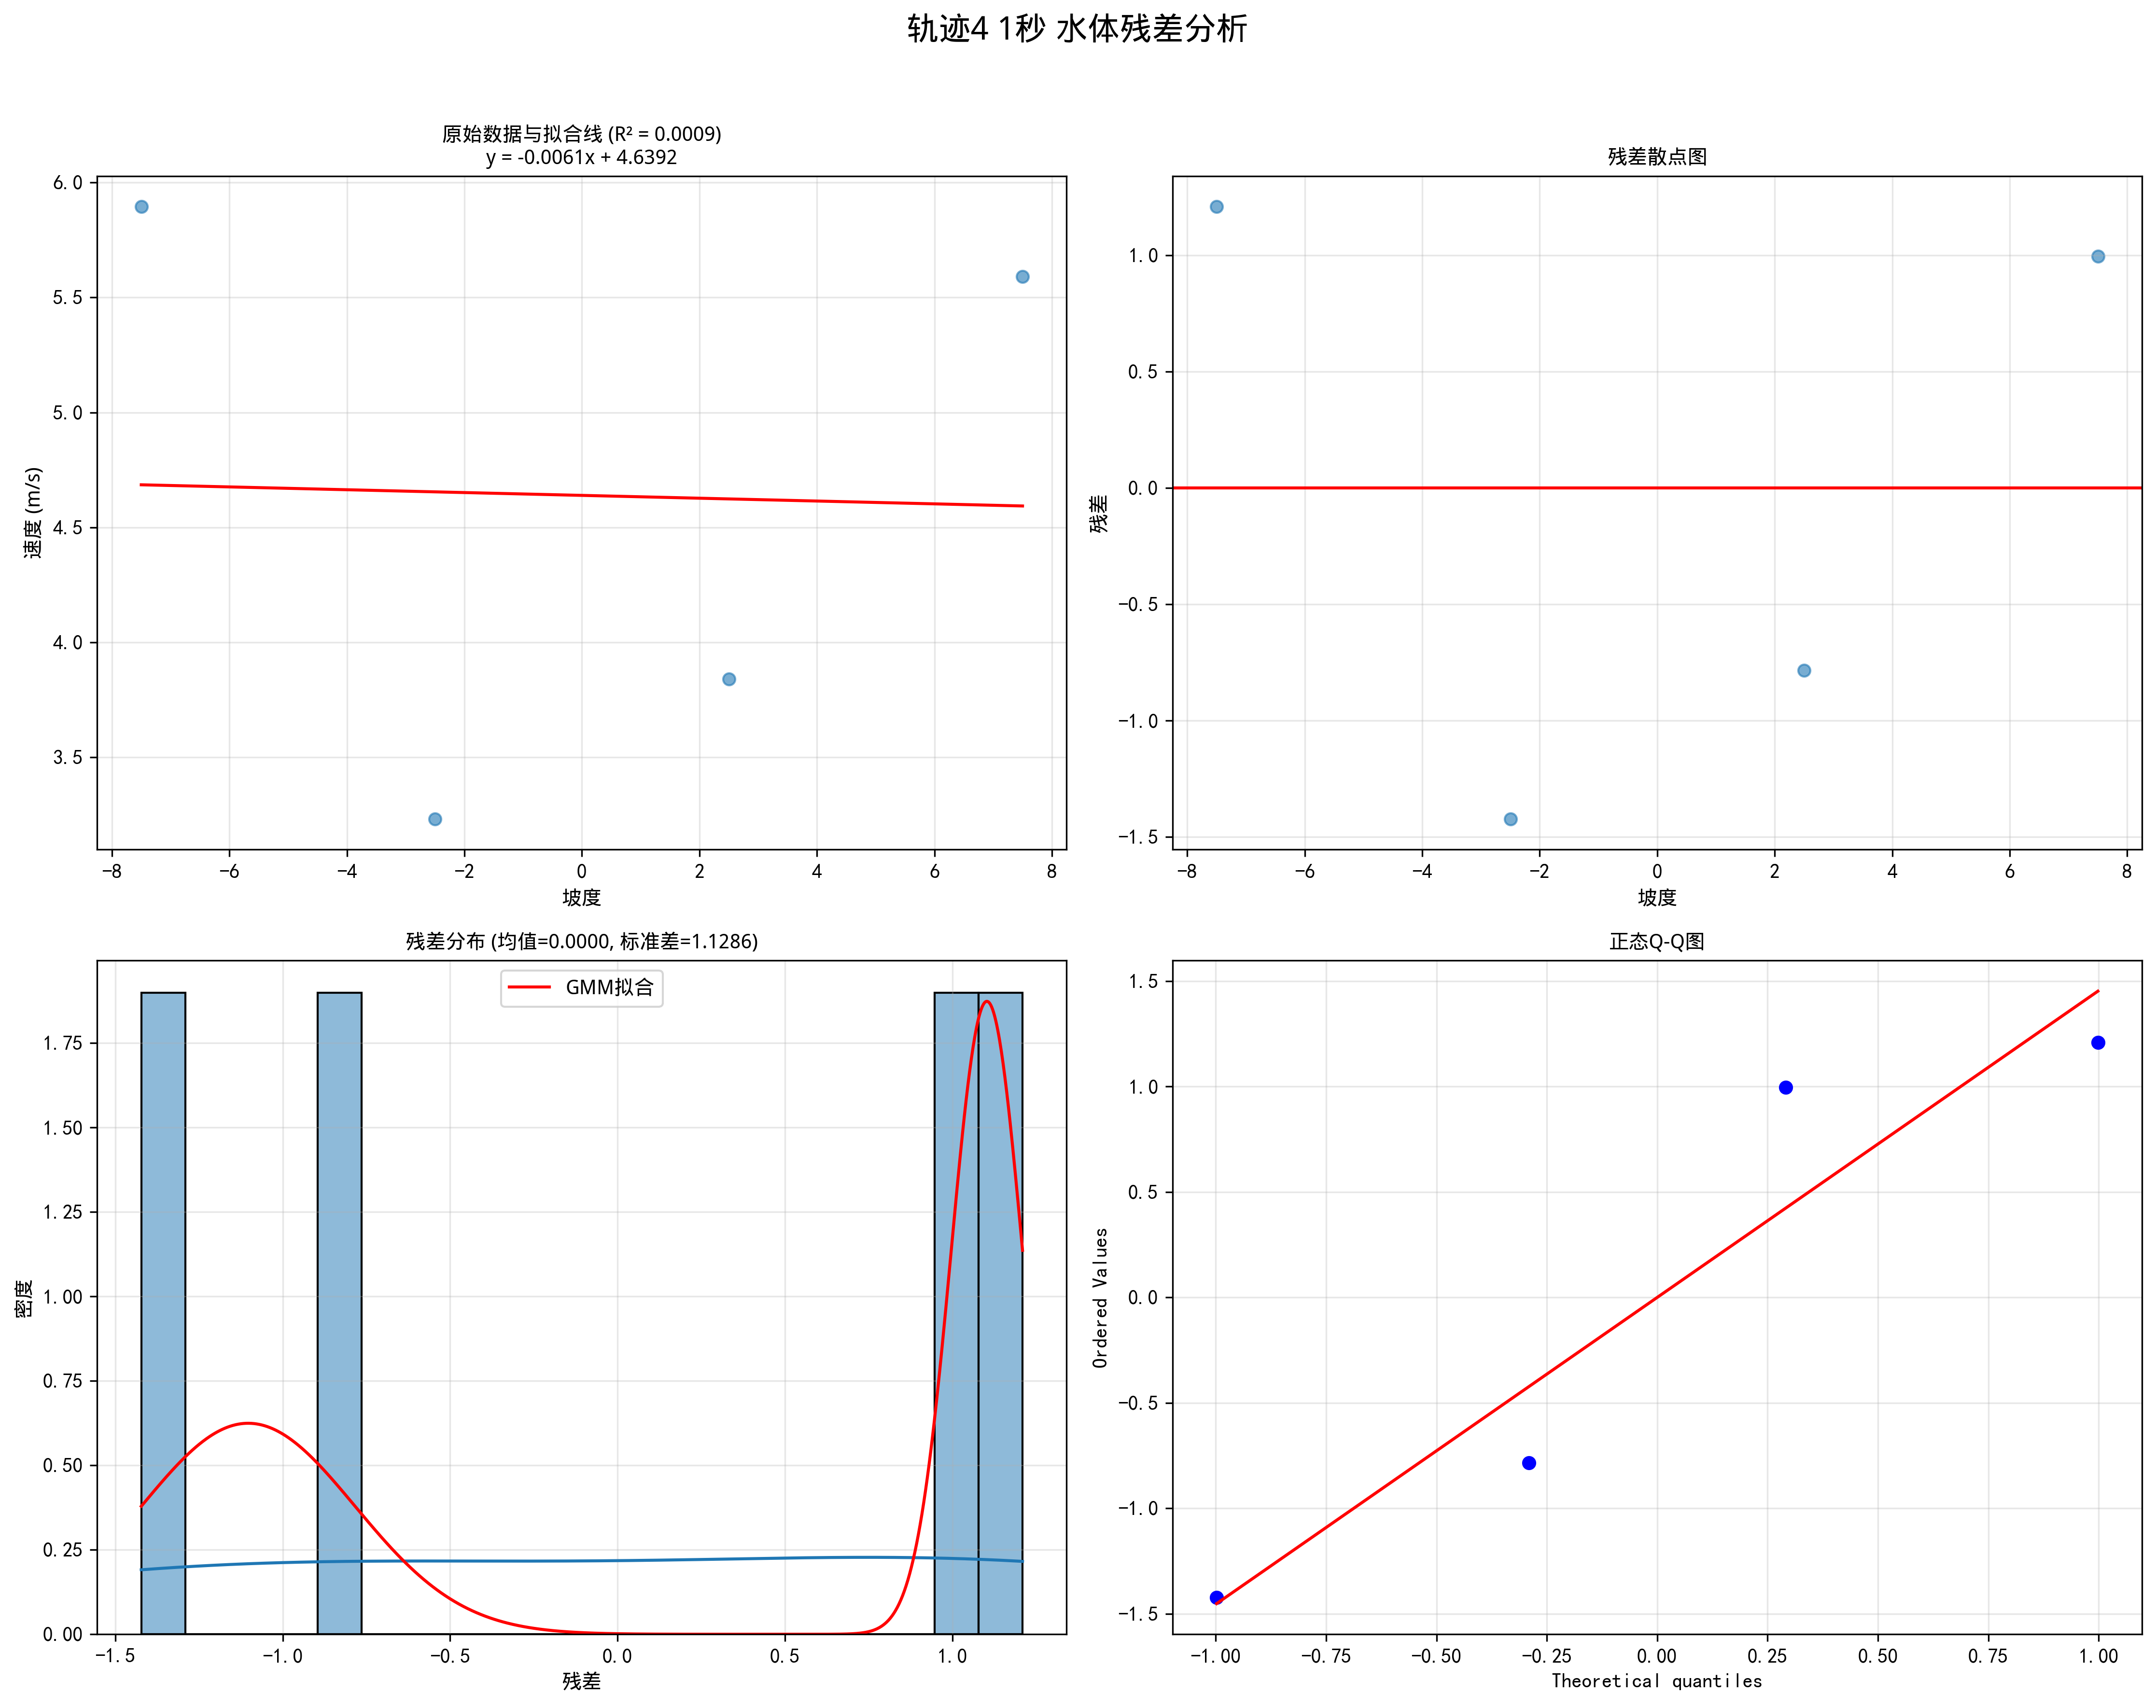 轨迹4 1秒 水体残差分析
原始数据与拟合线 (R² = 0.0009)
y = -0.0061x + 4.6392
6.0
5.5
5.0
4.5
4.0
3.5
速度 (m/s)
−8 −6 −4 −2 0 2 4 6 8
坡度
残差散点图
1.0
0.5
0.0
−0.5
−1.0
−1.5
残差
−8 −6 −4 −2 0 2 4 6 8
坡度
残差分布 (均值=0.0000, 标准差=1.1286)
GMM拟合
1.75
1.50
1.25
1.00
0.75
0.50
0.25
0.00
密度
−1.5 −1.0 −0.5 0.0 0.5 1.0
残差
正态Q-Q图
1.5
1.0
0.5
0.0
−0.5
−1.0
−1.5
Ordered Values
−1.00 −0.75 −0.50 −0.25 0.00 0.25 0.50 0.75 1.00
Theoretical quantiles